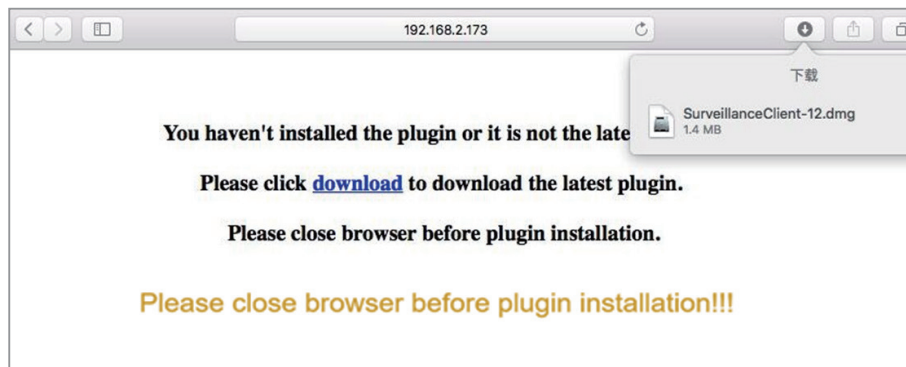 192.168.2.173
下载
SurveillanceClient-12.dmg
1.4 MB
You haven't installed the plugin or it is not the late
Please click download to download the latest plugin.
Please close browser before plugin installation.
Please close browser before plugin installation!!!